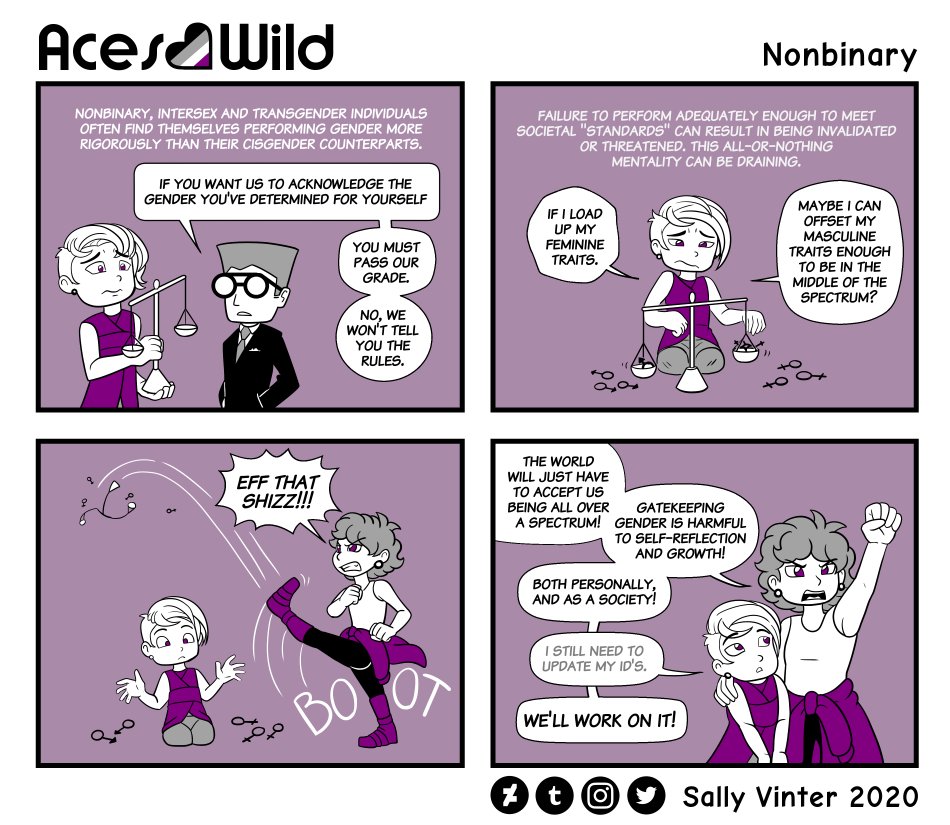 Aces Wild
Nonbinary
NONBINARY, INTERSEX AND TRANSGENDER INDIVIDUALS
OFTEN FIND THEMSELVES PERFORMING GENDER MORE
RIGOROUSLY THAN THEIR CISGENDER COUNTERPARTS.
IF YOU WANT US TO ACKNOWLEDGE THE
GENDER YOU'VE DETERMINED FOR YOURSELF
YOU MUST
PASS OUR
GRADE.
NO, WE
WON'T TELL
YOU THE
RULES.
FAILURE TO PERFORM ADEQUATELY ENOUGH TO MEET
SOCIETAL "STANDARDS" CAN RESULT IN BEING INVALIDATED
OR THREATENED. THIS ALL-OR-NOTHING
MENTALITY CAN BE DRAINING.
IF I LOAD
UP MY
FEMININE
TRAITS.
MAYBE I CAN
OFFSET MY
MASCULINE
TRAITS ENOUGH
TO BE IN THE
MIDDLE OF THE
SPECTRUM?
EFF THAT
SHIZZ!!!
BOOT
THE WORLD
WILL JUST HAVE
TO ACCEPT US
BEING ALL OVER
A SPECTRUM!
GATEKEEPING
GENDER IS HARMFUL
TO SELF-REFLECTION
AND GROWTH!
BOTH PERSONALLY,
AND AS A SOCIETY!
I STILL NEED TO
UPDATE MY ID'S.
WE'LL WORK ON IT!
Sally Vinter 2020